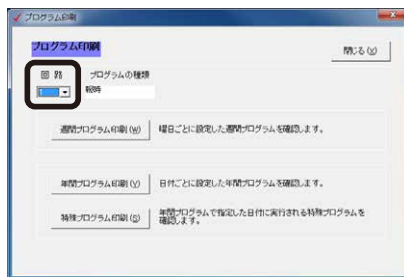 プログラム印刷
プログラム印刷
閉じる(X)
回路 プログラムの種類
1 報時
週間プログラム印刷(W) 曜日ごとに設定した週間プログラムを確認します。
年間プログラム印刷(Y) 日付ごとに設定した年間プログラムを確認します。
特殊プログラム印刷(S) 年間プログラムで指定した日付に実行される特殊プログラムを
確認します。